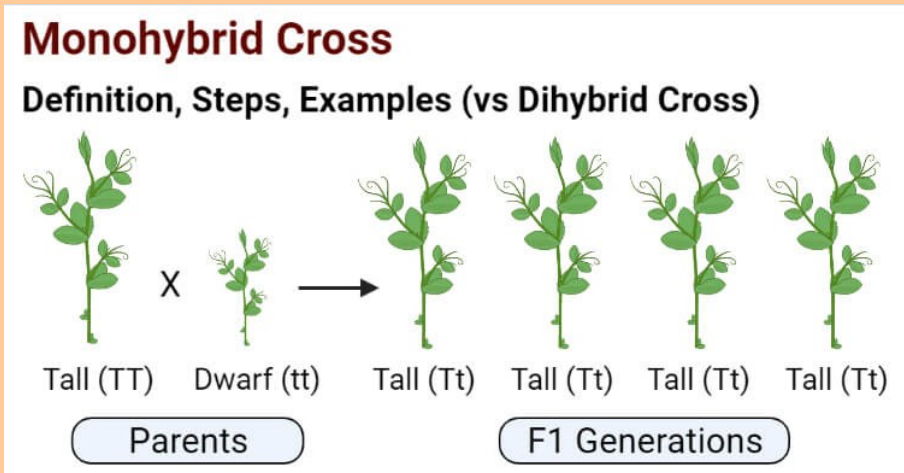 Monohybrid Cross
Definition, Steps, Examples (vs Dihybrid Cross)
X
Tall (TT) Dwarf (tt) Tall (Tt) Tall (Tt) Tall (Tt) Tall (Tt)
Parents F1 Generations